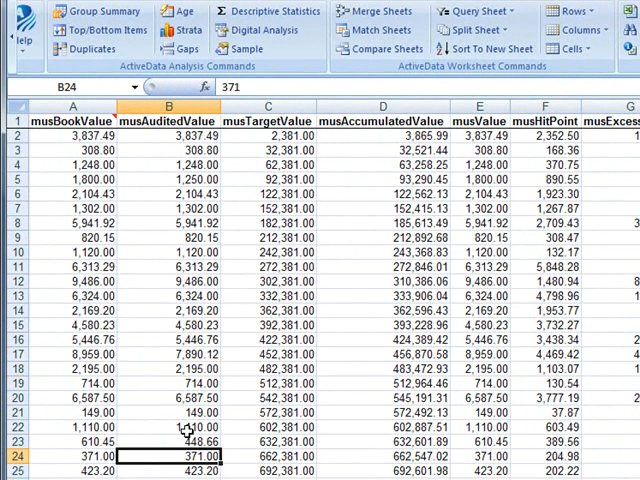 Group Summary Age Descriptive Statistics Merge Sheets Query Sheet Rows
Top/Bottom Items Strata Digital Analysis Match Sheets Split Sheet Columns
Help Duplicates Gaps Sample Compare Sheets Sort To New Sheet Cells
ActiveData Analysis Commands ActiveData Worksheet Commands
B24 fx 371
A B C D E F G
1 musBookValue musAuditedValue musTargetValue musAccumulatedValue musValue musHitPoint musExcess
2 3,837.49 3,837.49 2,381.00 3,865.99 3,837.49 2,352.50 1
3 308.80 308.80 32,381.00 32,521.44 308.80 168.36
4 1,248.00 1,248.00 62,381.00 63,258.25 1,248.00 370.75
5 1,800.00 1,250.00 92,381.00 93,290.45 1,800.00 890.55
6 2,104.43 2,104.43 122,381.00 122,562.13 2,104.43 1,923.30
7 1,302.00 1,302.00 152,381.00 152,415.13 1,302.00 1,267.87
8 5,941.92 5,941.92 182,381.00 185,613.49 5,941.92 2,709.43 3
9 820.15 820.15 212,381.00 212,892.68 820.15 308.47
10 1,120.00 1,120.00 242,381.00 243,368.83 1,120.00 132.17
11 6,313.29 6,313.29 272,381.00 272,846.01 6,313.29 5,848.28
12 9,486.00 9,486.00 302,381.00 310,386.06 9,486.00 1,480.94 8
13 6,324.00 6,324.00 332,381.00 333,906.04 6,324.00 4,798.96 1
14 2,169.20 2,169.20 362,381.00 362,596.43 2,169.20 1,953.77
15 4,580.23 4,580.23 392,381.00 393,228.96 4,580.23 3,732.27
16 5,446.76 5,446.76 422,381.00 424,389.42 5,446.76 3,438.34 2
17 8,959.00 7,890.12 452,381.00 456,870.58 8,959.00 4,469.42 4
18 2,195.00 2,195.00 482,381.00 483,472.93 2,195.00 1,103.07 1
19 714.00 714.00 512,381.00 512,964.46 714.00 130.54
20 6,587.50 6,587.50 542,381.00 545,191.31 6,587.50 3,777.19 2
21 149.00 149.00 572,381.00 572,492.13 149.00 37.87
22 1,110.00 602,381.00 602,887.51 1,110.00 603.49
23 610.45 448.66 632,381.00 632,601.89 610.45 389.56
24 371.00 371.00 662,381.00 662,547.02 371.00 204.98
25 423.20 423.20 692,381.00 692,601.98 423.20 202.22